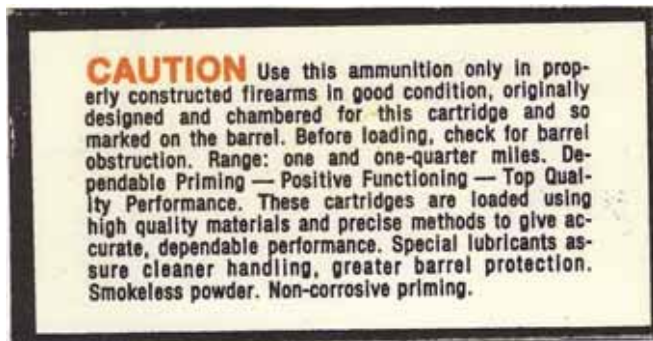 CAUTION Use this ammunition only in prop-
erly constructed firearms in good condition, originally
designed and chambered for this cartridge and so
marked on the barrel. Before loading, check for barrel
obstruction. Range: one and one-quarter miles. De-
pendable Priming — Positive Functioning — Top Qual-
ity Performance. These cartridges are loaded using
high quality materials and precise methods to give ac-
curate, dependable performance. Special lubricants as-
sure cleaner handling, greater barrel protection.
Smokeless powder. Non-corrosive priming.